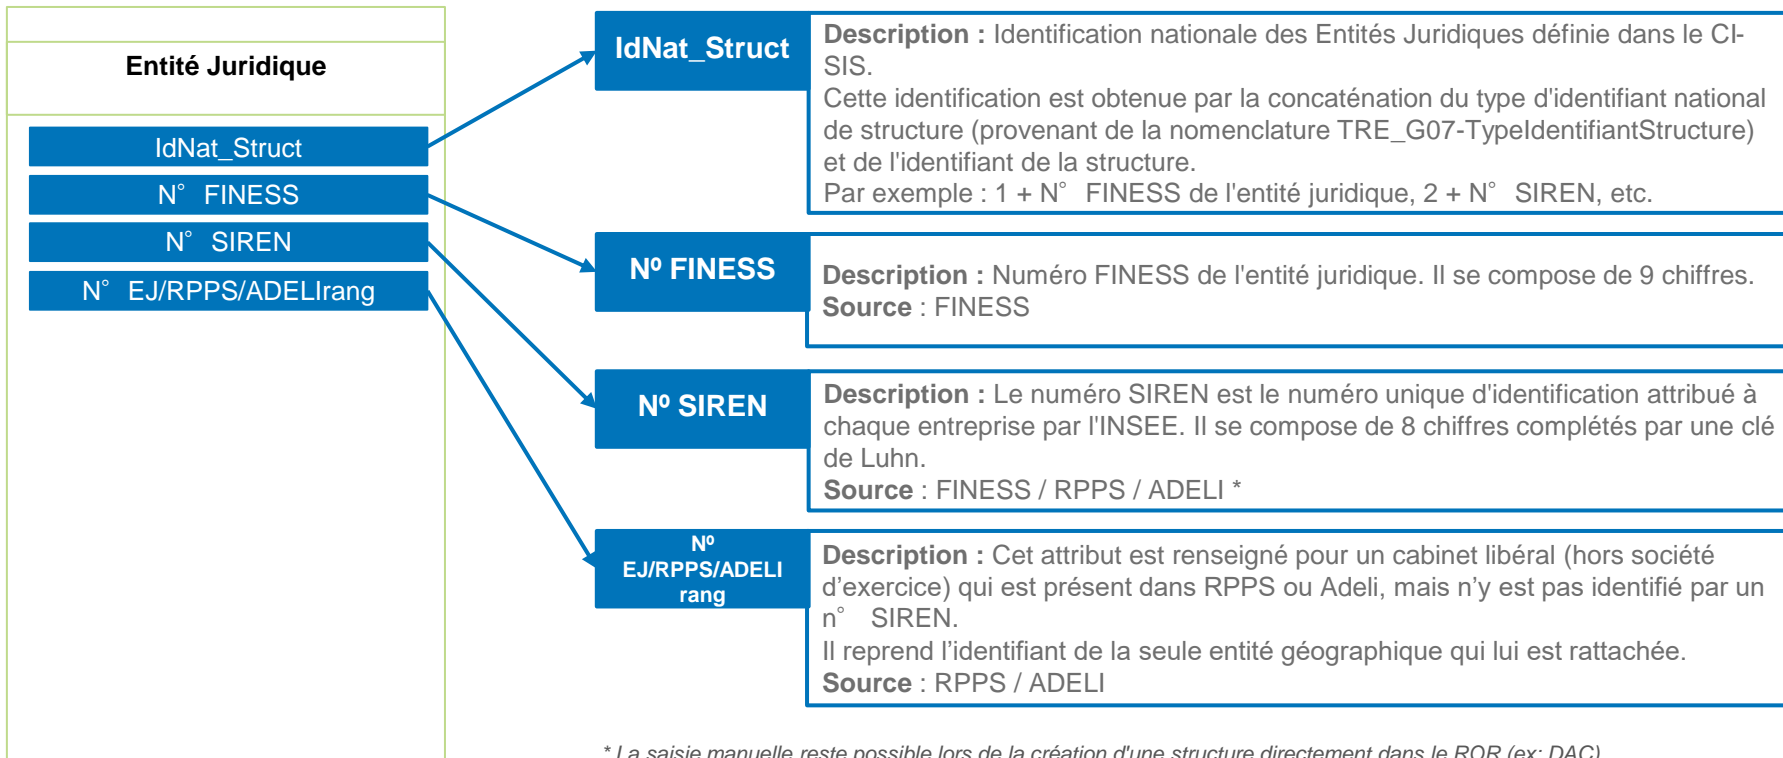 Entité Juridique
IdNat_Struct
N° FINESS
N° SIREN
N° EJ/RPPS/ADELIrang
IdNat_Struct
Description : Identification nationale des Entités Juridiques définie dans le CI-
SIS.
Cette identification est obtenue par la concaténation du type d'identifiant national
de structure (provenant de la nomenclature TRE_G07-TypeIdentifiantStructure)
et de l'identifiant de la structure.
Par exemple : 1 + N° FINESS de l'entité juridique, 2 + N° SIREN, etc.
Nº FINESS
Description : Numéro FINESS de l'entité juridique. Il se compose de 9 chiffres.
Source : FINESS
Nº SIREN
Description : Le numéro SIREN est le numéro unique d'identification attribué à
chaque entreprise par l'INSEE. Il se compose de 8 chiffres complétés par une clé
de Luhn.
Source : FINESS / RPPS / ADELI *
Nº
EJ/RPPS/ADELI
rang
Description : Cet attribut est renseigné pour un cabinet libéral (hors société
d’exercice) qui est présent dans RPPS ou Adeli, mais n’y est pas identifié par un
n° SIREN.
Il reprend l’identifiant de la seule entité géographique qui lui est rattachée.
Source : RPPS / ADELI
* La saisie manuelle reste possible lors de la création d'une structure directement dans le ROR (ex: DAC)